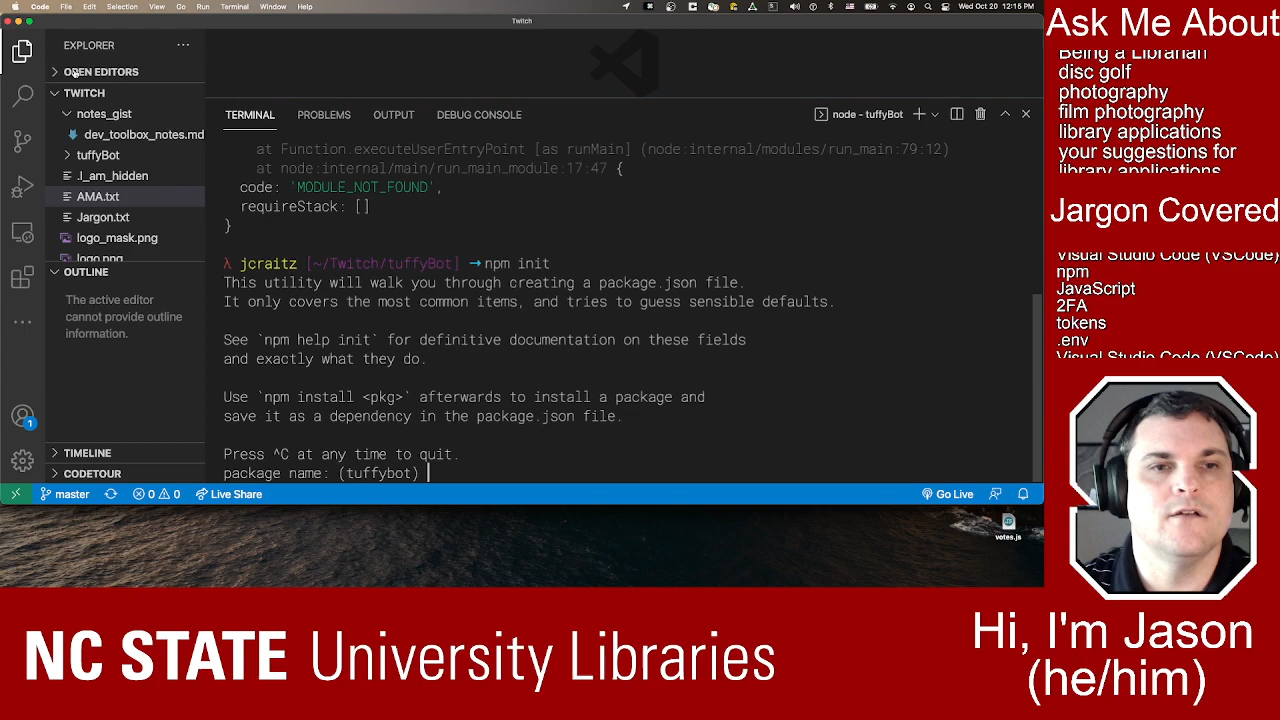 Code File Edit Selection View Go Run Terminal Window Help
Wed Oct 20 12:15 PM
Twitch
EXPLORER
OPEN EDITORS
TWITCH
notes_gist
dev_toolbox_notes.md
tuffyBot
.I_am_hidden
AMA.txt
Jargon.txt
logo_mask.png
logo.png
OUTLINE
The active editor
cannot provide outline
information.
TIMELINE
CODETOUR
1
TERMINAL PROBLEMS OUTPUT DEBUG CONSOLE
node - tuffyBot
at Function.executeUserEntryPoint [as runMain] (node:internal/modules/run_main:79:12)
at node:internal/main/run_main_module:17:47 {
code: 'MODULE_NOT_FOUND',
requireStack: []
}
λ jcraitz [~/Twitch/tuffyBot] →npm init
This utility will walk you through creating a package.json file.
It only covers the most common items, and tries to guess sensible defaults.
See `npm help init` for definitive documentation on these fields
and exactly what they do.
Use `npm install <pkg>` afterwards to install a package and
save it as a dependency in the package.json file.
Press ^C at any time to quit.
package name: (tuffybot)
master 0 0 Live Share
Go Live
votes.js
Ask Me About
Being a Librarian
disc golf
photography
film photography
library applications
your suggestions for
library applications
Jargon Covered
Visual Studio Code (VSCode)
npm
JavaScript
2FA
tokens
.env
Visual Studio Code (VSCode)
S
Hi, I'm Jason
(he/him)
NC STATE University Libraries